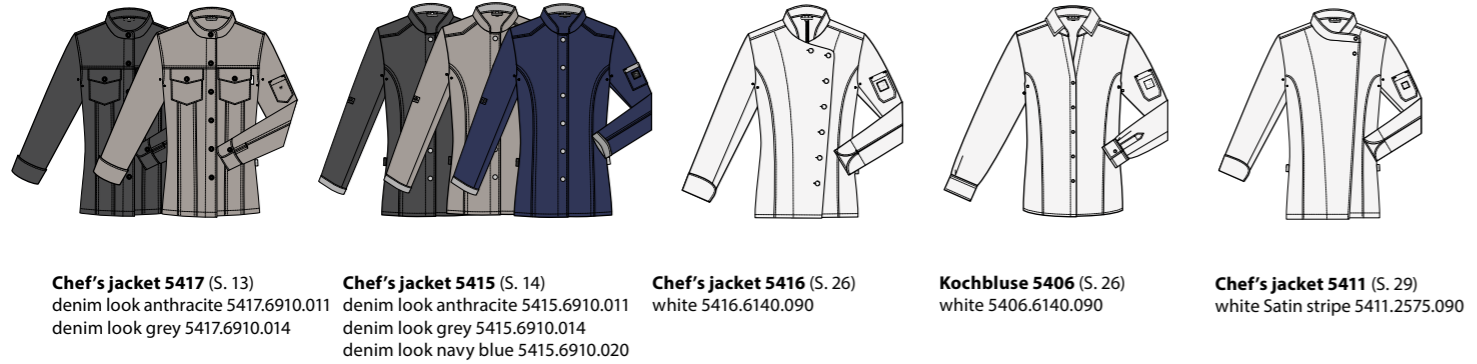 Chef’s jacket 5417 (S. 13)
denim look anthracite 5417.6910.011
denim look grey 5417.6910.014
Chef’s jacket 5415 (S. 14)
denim look anthracite 5415.6910.011
denim look grey 5415.6910.014
denim look navy blue 5415.6910.020
Chef’s jacket 5416 (S. 26)
white 5416.6140.090
Kochbluse 5406 (S. 26)
white 5406.6140.090
Chef’s jacket 5411 (S. 29)
white Satin stripe 5411.2575.090